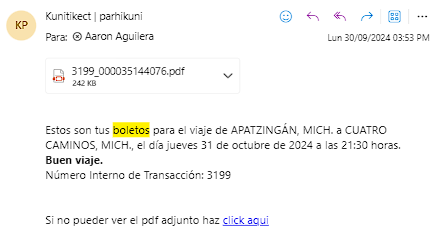 KP
Kunitikect | parhikuni
Para: Aaron Aguilera
Lun 30/09/2024 03:53 PM
3199_000035144076.pdf
242 KB
Estos son tus boletos para el viaje de APATZINGÁN, MICH. a CUATRO
CAMINOS, MICH., el día jueves 31 de octubre de 2024 a las 21:30 horas.
Buen viaje.
Número Interno de Transacción: 3199
Si no pueder ver el pdf adjunto haz click aqui